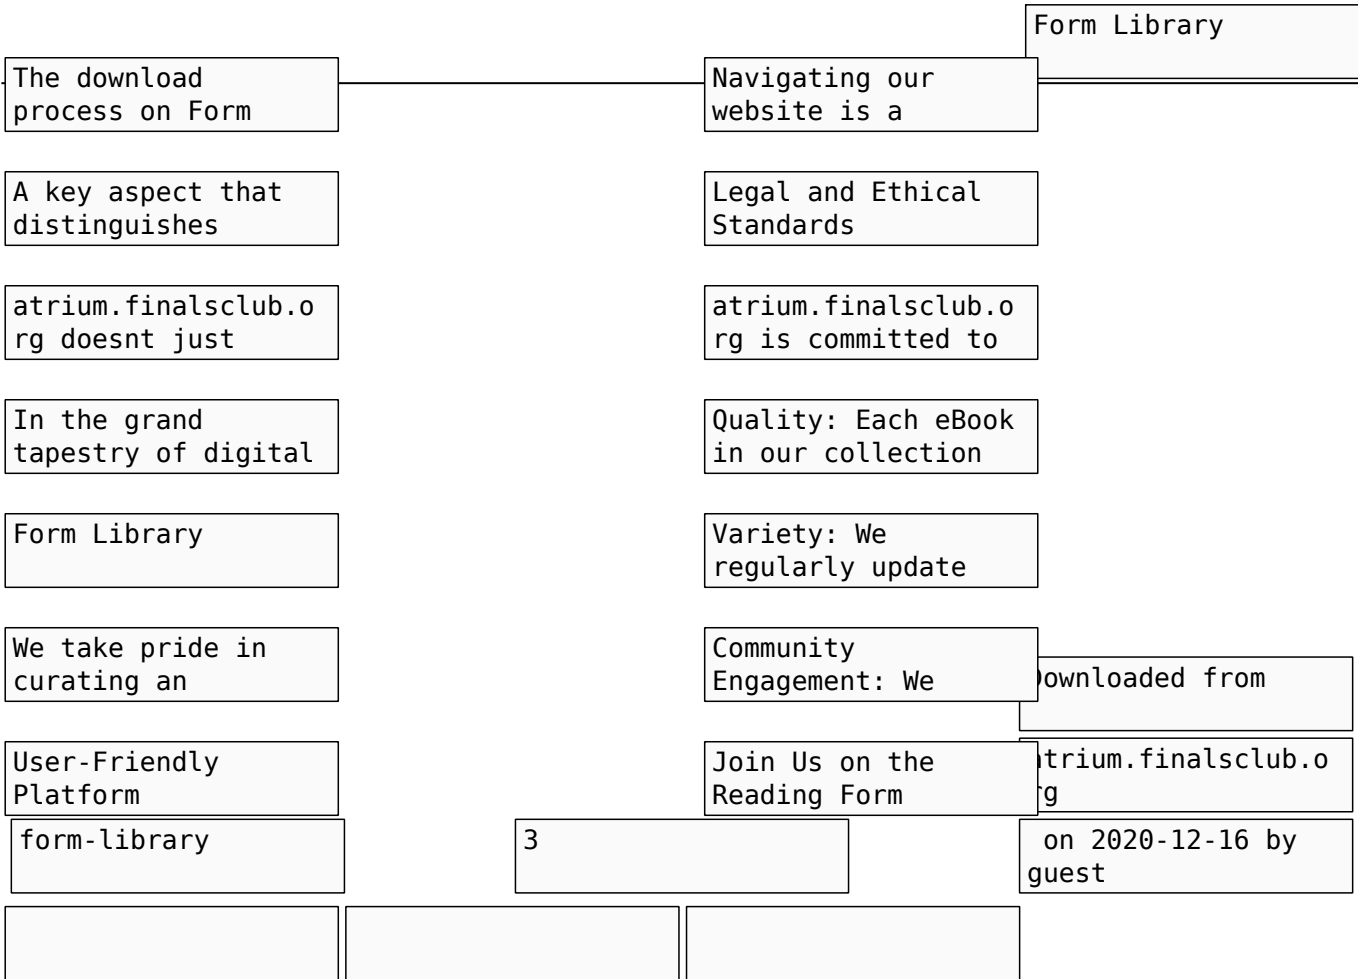 Form Library
The download
process on Form
A key aspect that
distinguishes
atrium.finalsclub.o
rg doesnt just
In the grand
tapestry of digital
Form Library
We take pride in
curating an
User-Friendly
Platform
Navigating our
website is a
Legal and Ethical
Standards
atrium.finalsclub.o
rg is committed to
Quality: Each eBook
in our collection
Variety: We
regularly update
Community
Engagement: We
Join Us on the
Reading Form
form-library
3
Downloaded from
atrium.finalsclub.o
rg
on 2020-12-16 by
guest